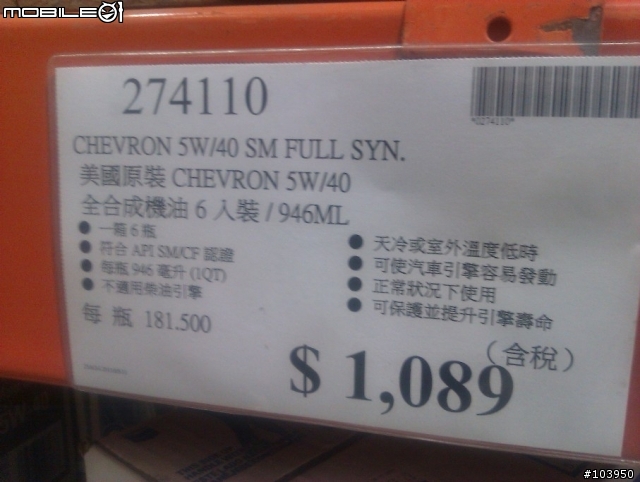 MOBILE01
274110
*0274110*
CHEVRON 5W/40 SM FULL SYN.
美國原裝 CHEVRON 5W/40
全合成機油 6 入裝 / 946ML
● 一箱 6 瓶
● 符合 API SM/CF 認證
● 每瓶 946 毫升 (1QT)
● 不適用柴油引擎
● 天冷或室外溫度低時
● 可使汽車引擎容易發動
● 正常狀況下使用
● 可保護並提升引擎壽命
每 瓶 181.500
(含稅)
$ 1,089
#103950